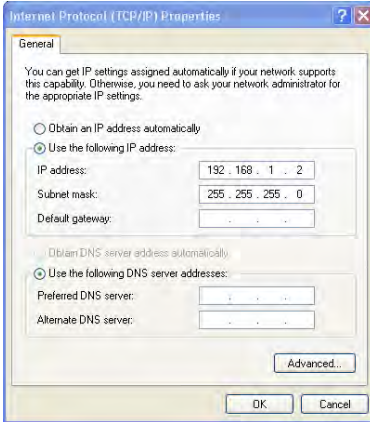 Internet Protocol (TCP/IP) Properties
General
You can get IP settings assigned automatically if your network supports
this capability. Otherwise, you need to ask your network administrator for
the appropriate IP settings.
Obtain an IP address automatically
Use the following IP address:
IP address: 192 . 168 . 1 . 2
Subnet mask: 255 . 255 . 255 . 0
Default gateway: . . .
Obtain DNS server address automatically
Use the following DNS server addresses:
Preferred DNS server: . . .
Alternate DNS server: . . .
Advanced...
OK Cancel